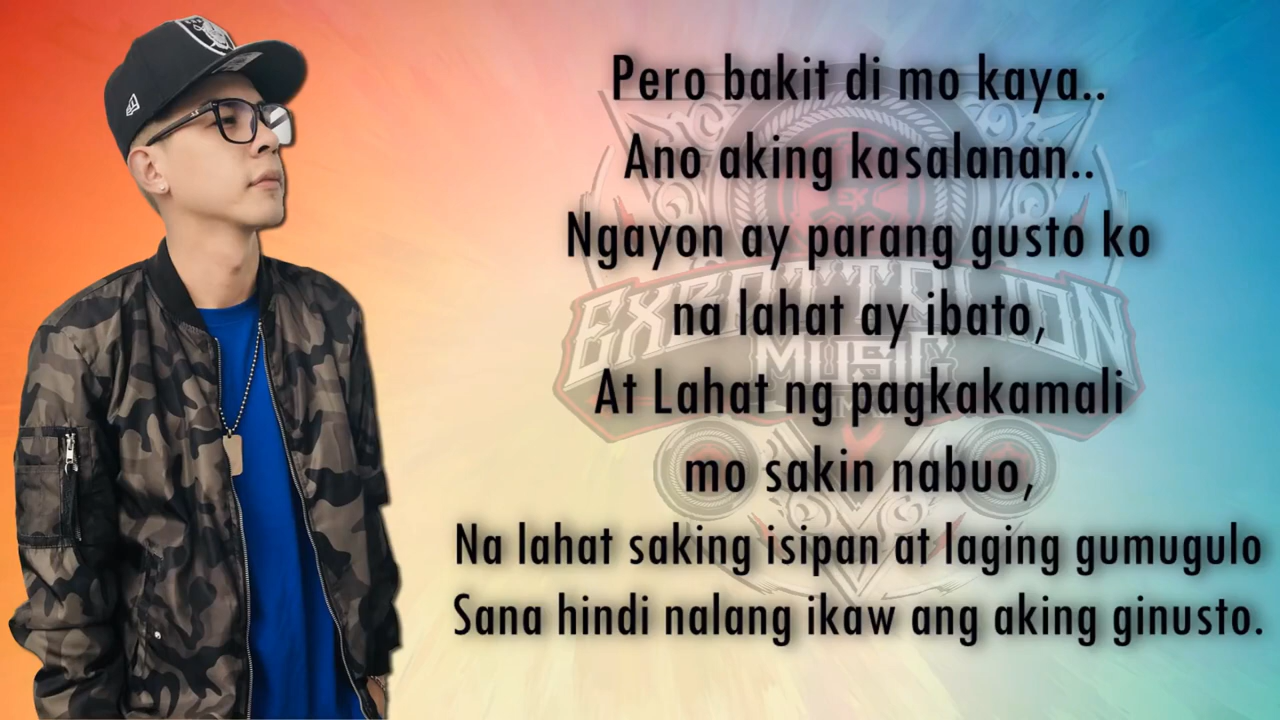 Pero bakit di mo kaya..
Ano aking kasalanan..
Ngayon ay parang gusto ko
na lahat ay ibato,
At Lahat ng pagkakamali
mo sakin nabuo,
Na lahat saking isipan at laging gumugulo
Sana hindi nalang ikaw ang aking ginusto.
EXBATTALION
MUSIC